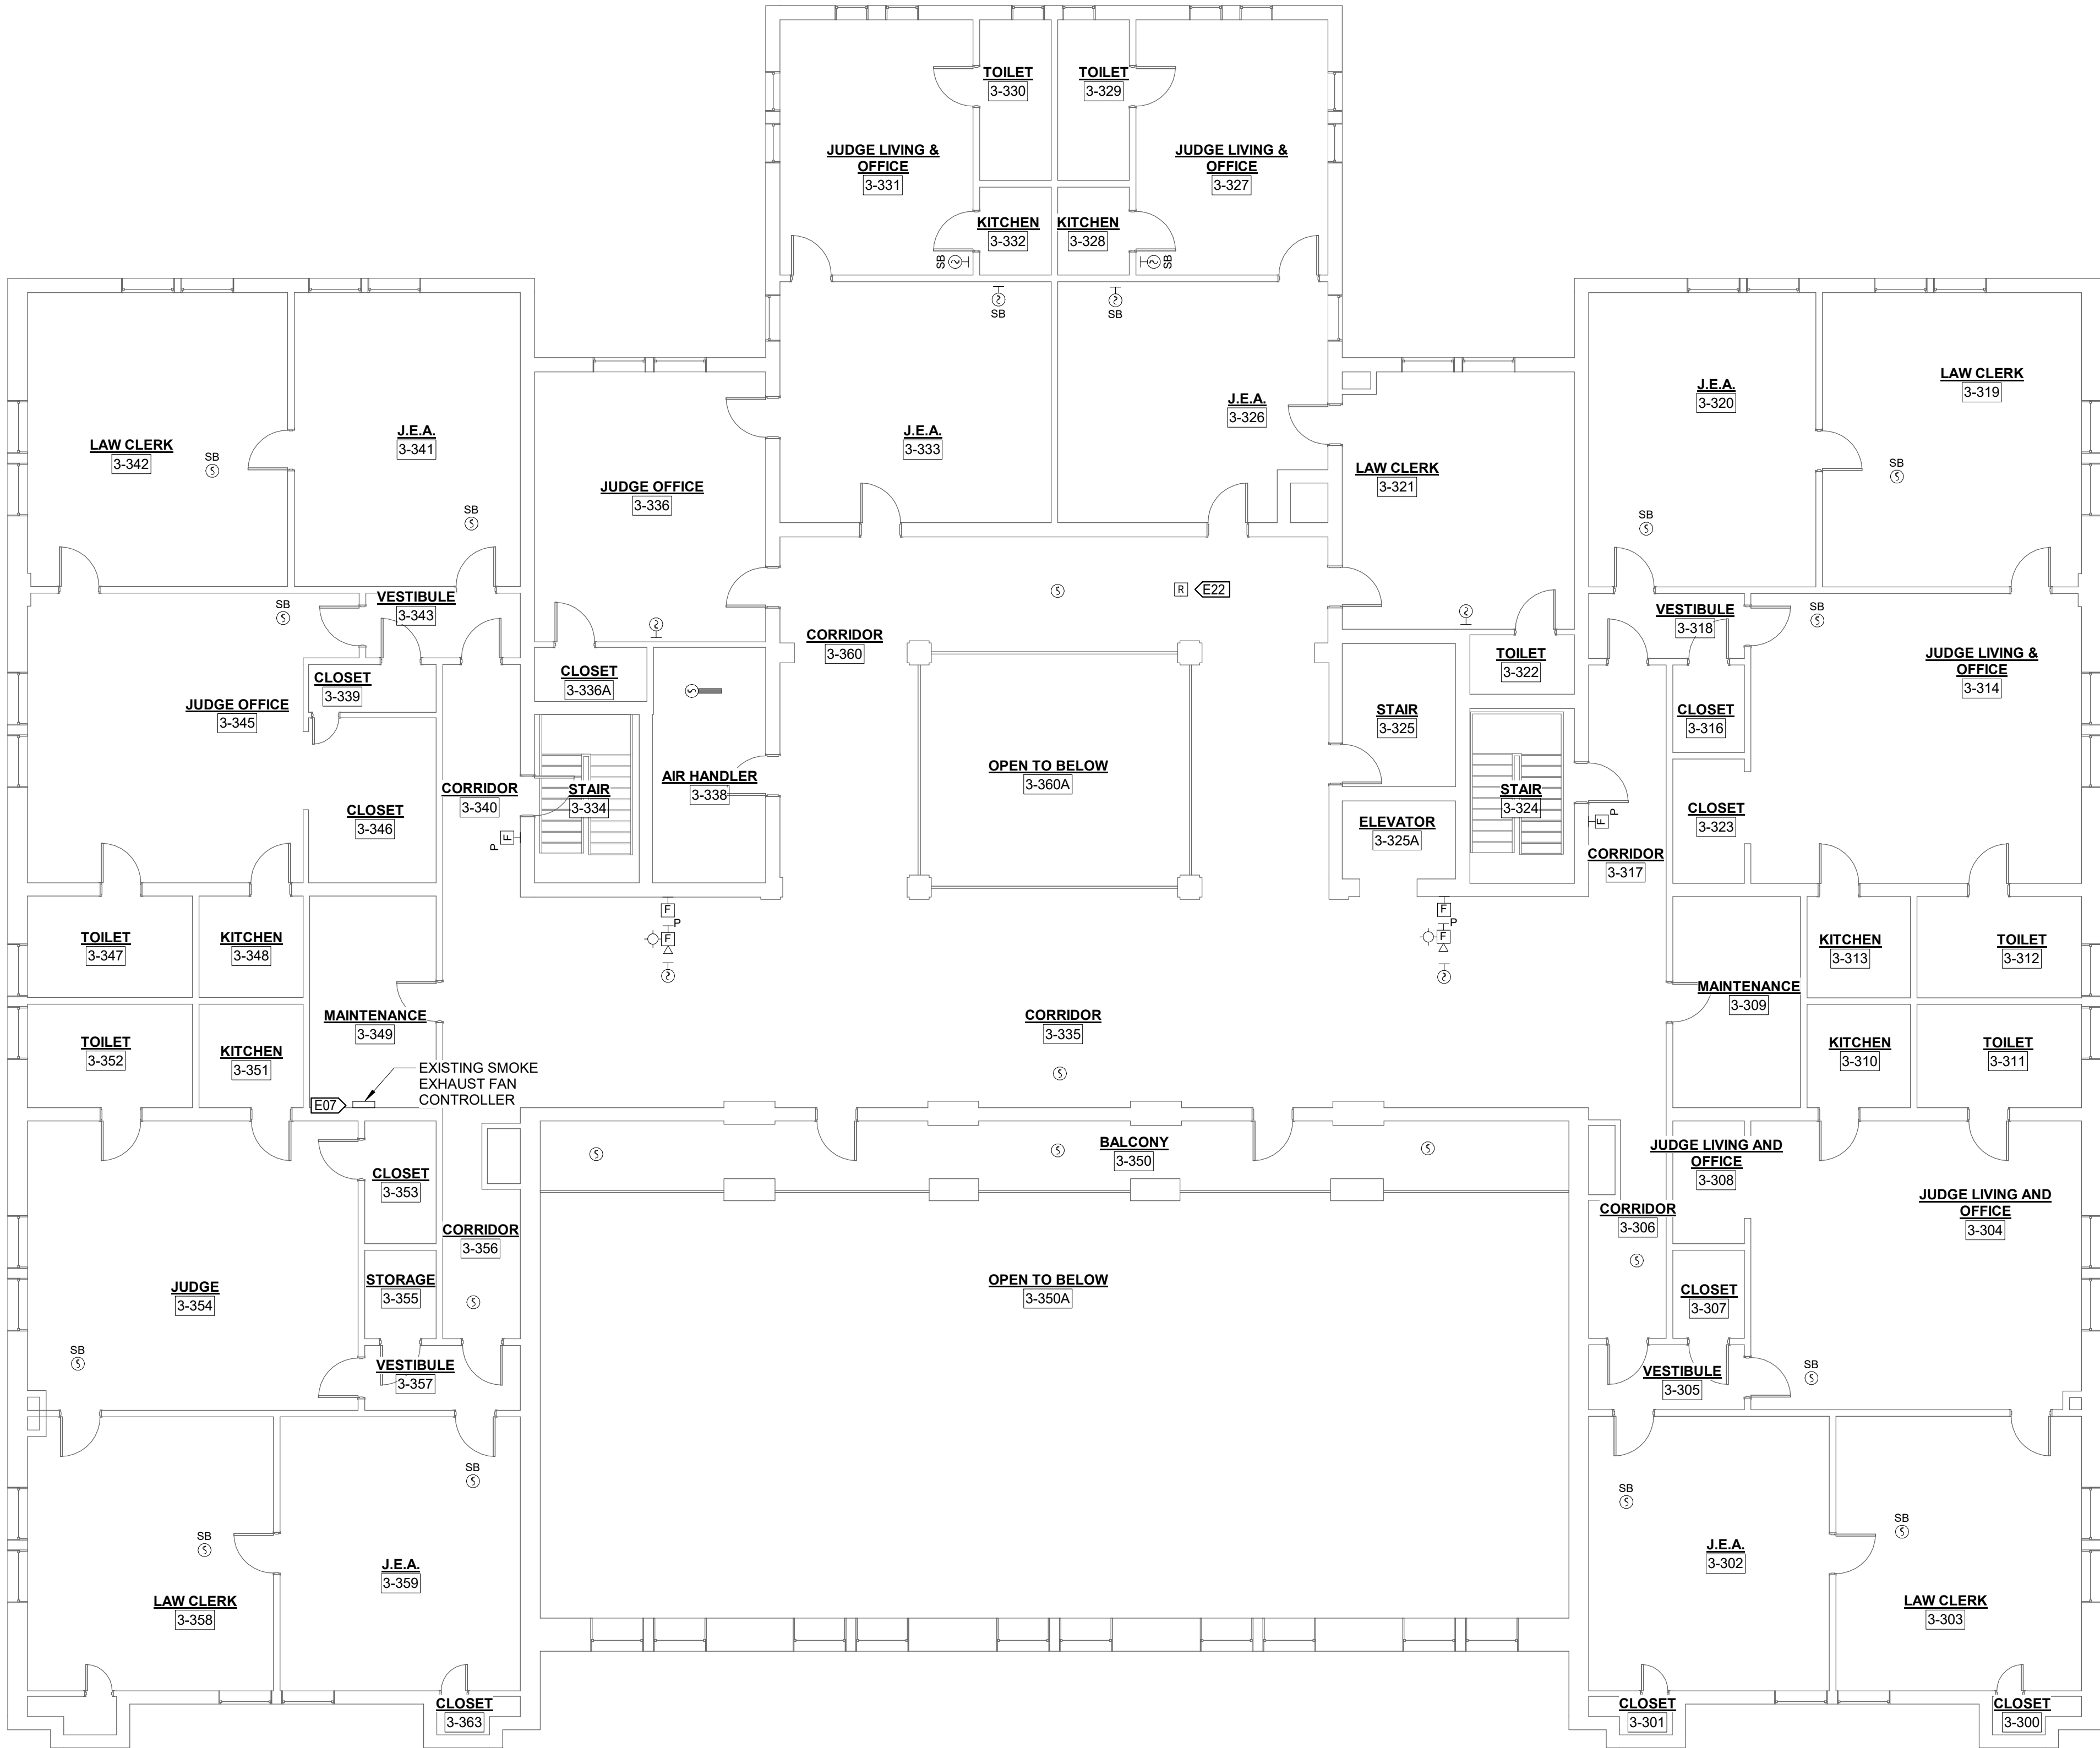 TOILET
3-330
TOILET
3-329
JUDGE LIVING &
OFFICE
3-331
JUDGE LIVING &
OFFICE
3-327
KITCHEN
3-332
KITCHEN
3-328
SB
SB
SB
SB
LAW CLERK
3-342
SB
J.E.A.
3-341
SB
JUDGE OFFICE
3-336
J.E.A.
3-333
J.E.A.
3-326
LAW CLERK
3-321
J.E.A.
3-320
SB
LAW CLERK
3-319
SB
R
E22
SB
VESTIBULE
3-343
CORRIDOR
3-360
VESTIBULE
3-318
SB
CLOSET
3-339
CLOSET
3-336A
TOILET
3-322
JUDGE LIVING &
OFFICE
3-314
JUDGE OFFICE
3-345
STAIR
3-325
CLOSET
3-316
CLOSET
3-346
CORRIDOR
3-340
STAIR
3-334
AIR HANDLER
3-338
OPEN TO BELOW
3-360A
ELEVATOR
3-325A
STAIR
3-324
CLOSET
3-323
F
P
F
P
CORRIDOR
3-317
F
P
F
F
P
F
TOILET
3-347
KITCHEN
3-348
KITCHEN
3-313
TOILET
3-312
MAINTENANCE
3-349
CORRIDOR
3-335
MAINTENANCE
3-309
TOILET
3-352
KITCHEN
3-351
KITCHEN
3-310
TOILET
3-311
EXISTING SMOKE
EXHAUST FAN
CONTROLLER
E07
CLOSET
3-353
BALCONY
3-350
JUDGE LIVING AND
OFFICE
3-308
JUDGE LIVING AND
OFFICE
3-304
CORRIDOR
3-356
CORRIDOR
3-306
JUDGE
3-354
STORAGE
3-355
OPEN TO BELOW
3-350A
CLOSET
3-307
SB
VESTIBULE
3-357
VESTIBULE
3-305
SB
SB
SB
SB
SB
LAW CLERK
3-358
J.E.A.
3-359
J.E.A.
3-302
LAW CLERK
3-303
CLOSET
3-363
CLOSET
3-301
CLOSET
3-300